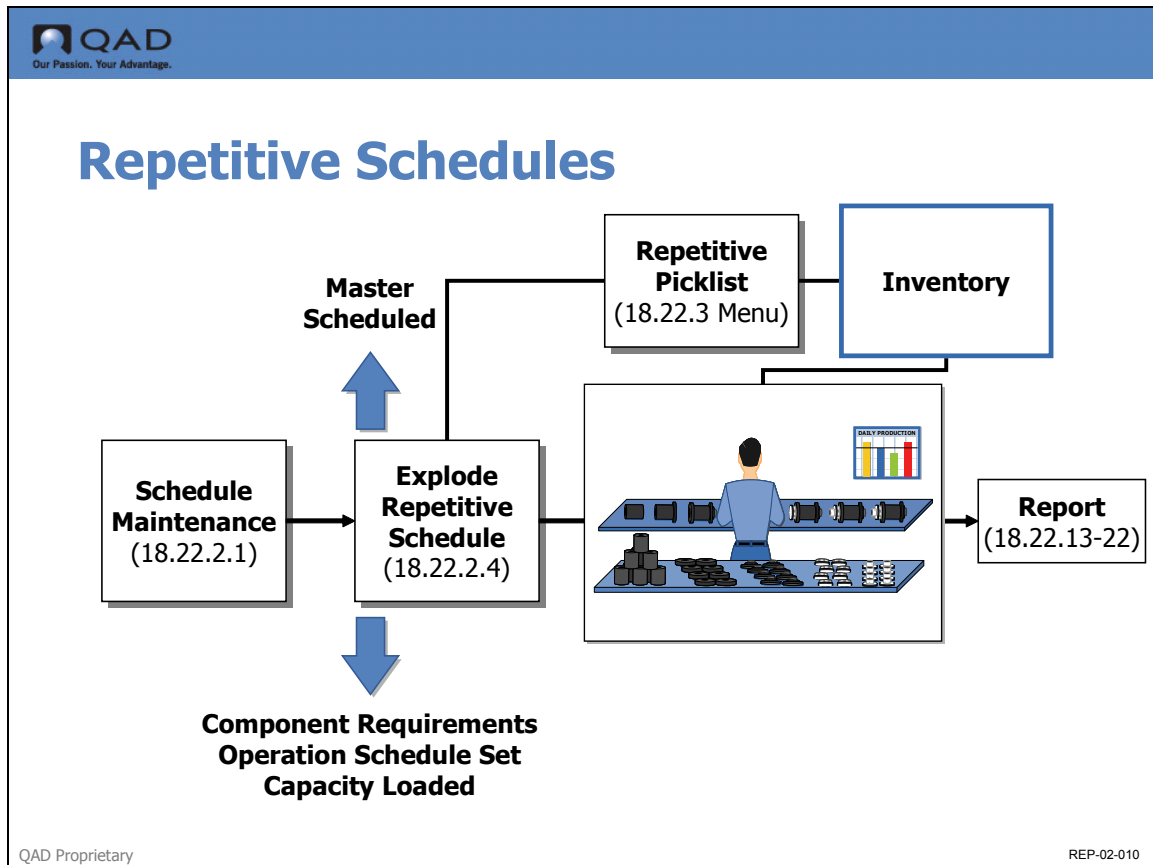 QAD
Our Passion. Your Advantage.
Repetitive Schedules
Master
Scheduled
Repetitive
Picklist
(18.22.3 Menu)
Inventory
DAILY PRODUCTION
Schedule
Maintenance
(18.22.2.1)
Explode
Repetitive
Schedule
(18.22.2.4)
Report
(18.22.13-22)
Component Requirements
Operation Schedule Set
Capacity Loaded
QAD Proprietary
REP-02-010